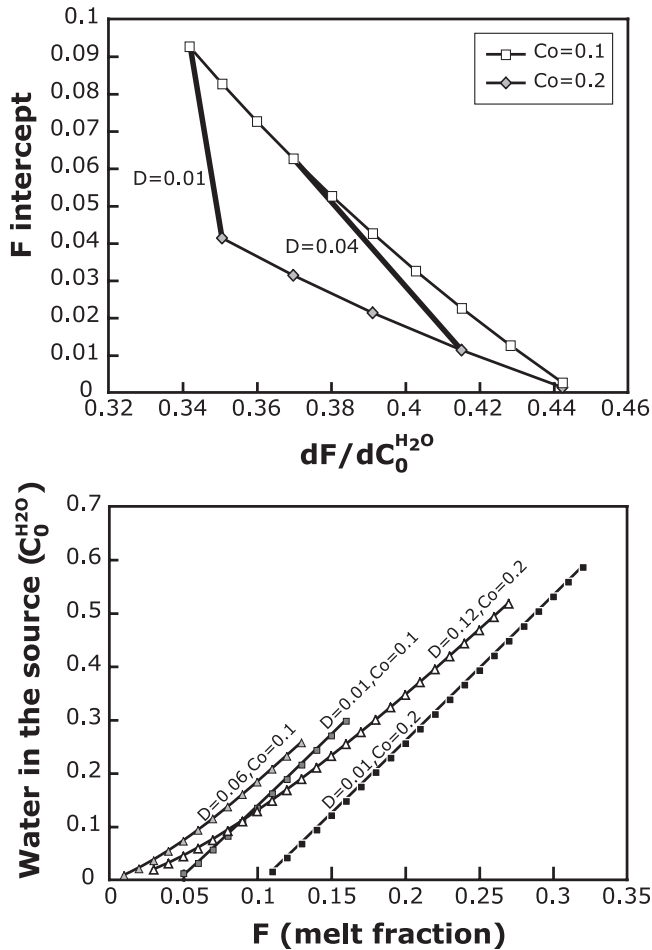 0.1
0.09
0.08
0.07
0.06
0.05
0.04
0.03
0.02
0.01
0
F intercept
Co=0.1
Co=0.2
D=0.01
D=0.04
0.32 0.34 0.36 0.38 0.4 0.42 0.44 0.46
dF/dC₀ᴴ²ᴼ
0.7
0.6
0.5
0.4
0.3
0.2
0.1
0
Water in the source (C₀ᴴ²ᴼ)
D=0.06,Co=0.1
D=0.01,Co=0.1
D=0.12,Co=0.2
D=0.01,Co=0.2
0 0.05 0.1 0.15 0.2 0.25 0.3 0.35
F (melt fraction)